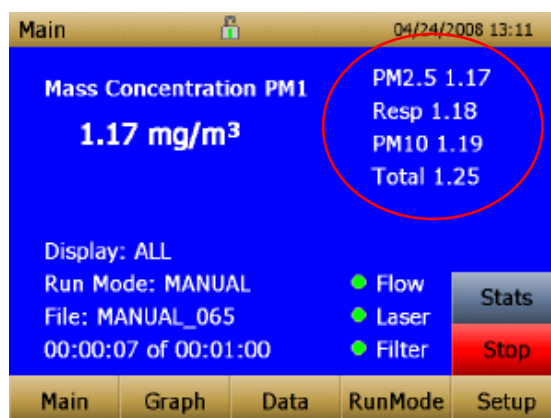 Main 04/24/2008 13:11
Mass Concentration PM1
1.17 mg/m³
PM2.5 1.17
Resp 1.18
PM10 1.19
Total 1.25
Display: ALL
Run Mode: MANUAL
File: MANUAL_065
00:00:07 of 00:01:00
Flow
Laser
Filter
Stats
Stop
Main Graph Data RunMode Setup